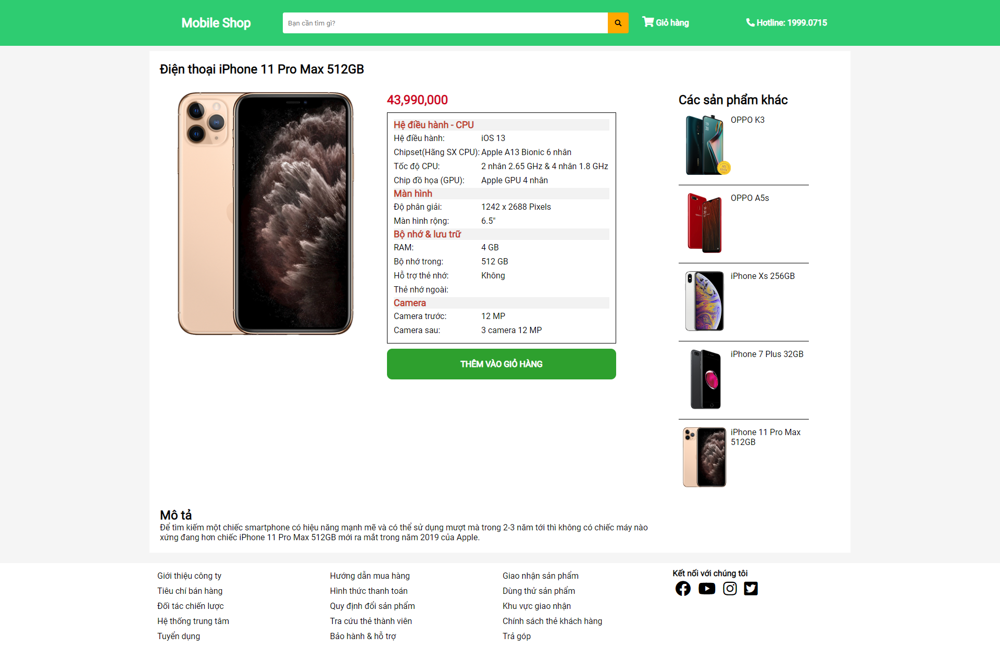 Mobile Shop
Bạn cần tìm gì?
Giỏ hàng
Hotline: 1999.0715
Điện thoại iPhone 11 Pro Max 512GB
43,990,000
Hệ điều hành - CPU
Hệ điều hành: iOS 13
Chipset(Hãng SX CPU): Apple A13 Bionic 6 nhân
Tốc độ CPU: 2 nhân 2.65 GHz & 4 nhân 1.8 GHz
Chip đồ họa (GPU): Apple GPU 4 nhân
Màn hình
Độ phân giải: 1242 x 2688 Pixels
Màn hình rộng: 6.5"
Bộ nhớ & lưu trữ
RAM: 4 GB
Bộ nhớ trong: 512 GB
Hỗ trợ thẻ nhớ: Không
Thẻ nhớ ngoài:
Camera
Camera trước: 12 MP
Camera sau: 3 camera 12 MP
THÊM VÀO GIỎ HÀNG
Các sản phẩm khác
OPPO K3
OPPO A5s
iPhone Xs 256GB
iPhone 7 Plus 32GB
iPhone 11 Pro Max
512GB
Mô tả
Để tìm kiếm một chiếc smartphone có hiệu năng mạnh mẽ và có thể sử dụng mượt mà trong 2-3 năm tới thì không có chiếc máy nào
xứng đang hơn chiếc iPhone 11 Pro Max 512GB mới ra mắt trong năm 2019 của Apple.
Giới thiệu công ty
Tiêu chí bán hàng
Đối tác chiến lược
Hệ thống trung tâm
Tuyển dụng
Hướng dẫn mua hàng
Hình thức thanh toán
Quy định đổi sản phẩm
Tra cứu thẻ thành viên
Bảo hành & hỗ trợ
Giao nhận sản phẩm
Dùng thử sản phẩm
Khu vực giao nhận
Chính sách thẻ khách hàng
Trả góp
Kết nối với chúng tôi